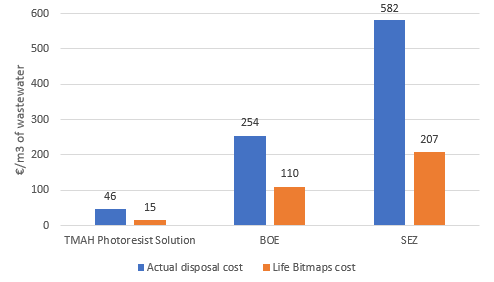 €/m3 of wastewater
600
500
400
300
200
100
0
46
15
254
110
582
207
TMAH Photoresist Solution
BOE
SEZ
Actual disposal cost
Life Bitmaps cost